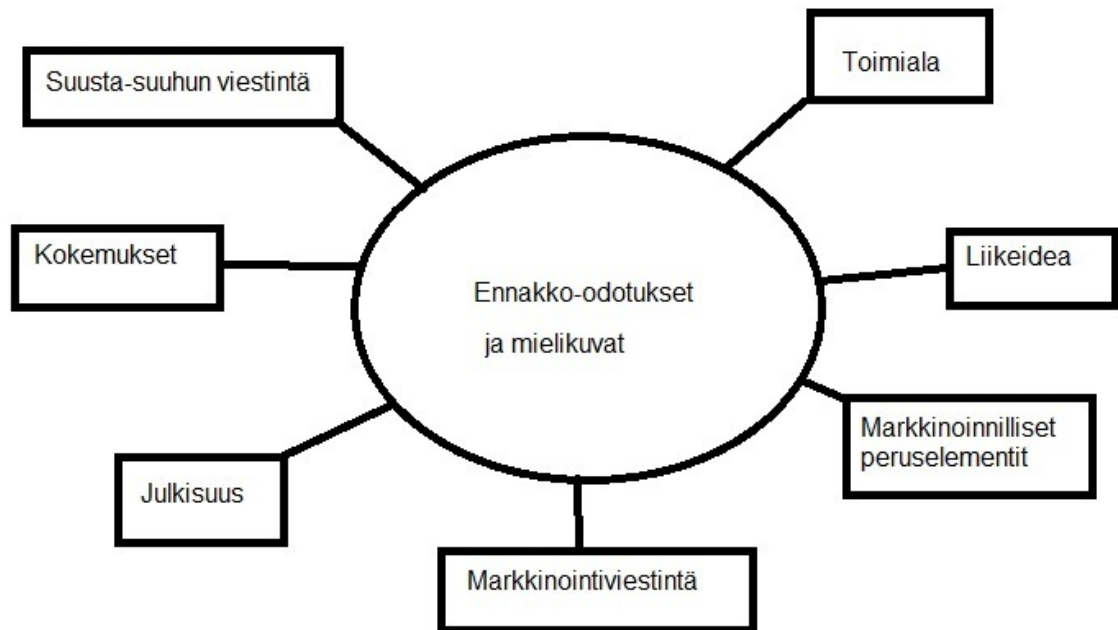 Suusta-suuhun viestintä
Toimiala
Kokemukset
Liikeidea
Ennakko-odotukset
ja mielikuvat
Markkinoinnilliset
peruselementit
Julkisuus
Markkinointiviestintä